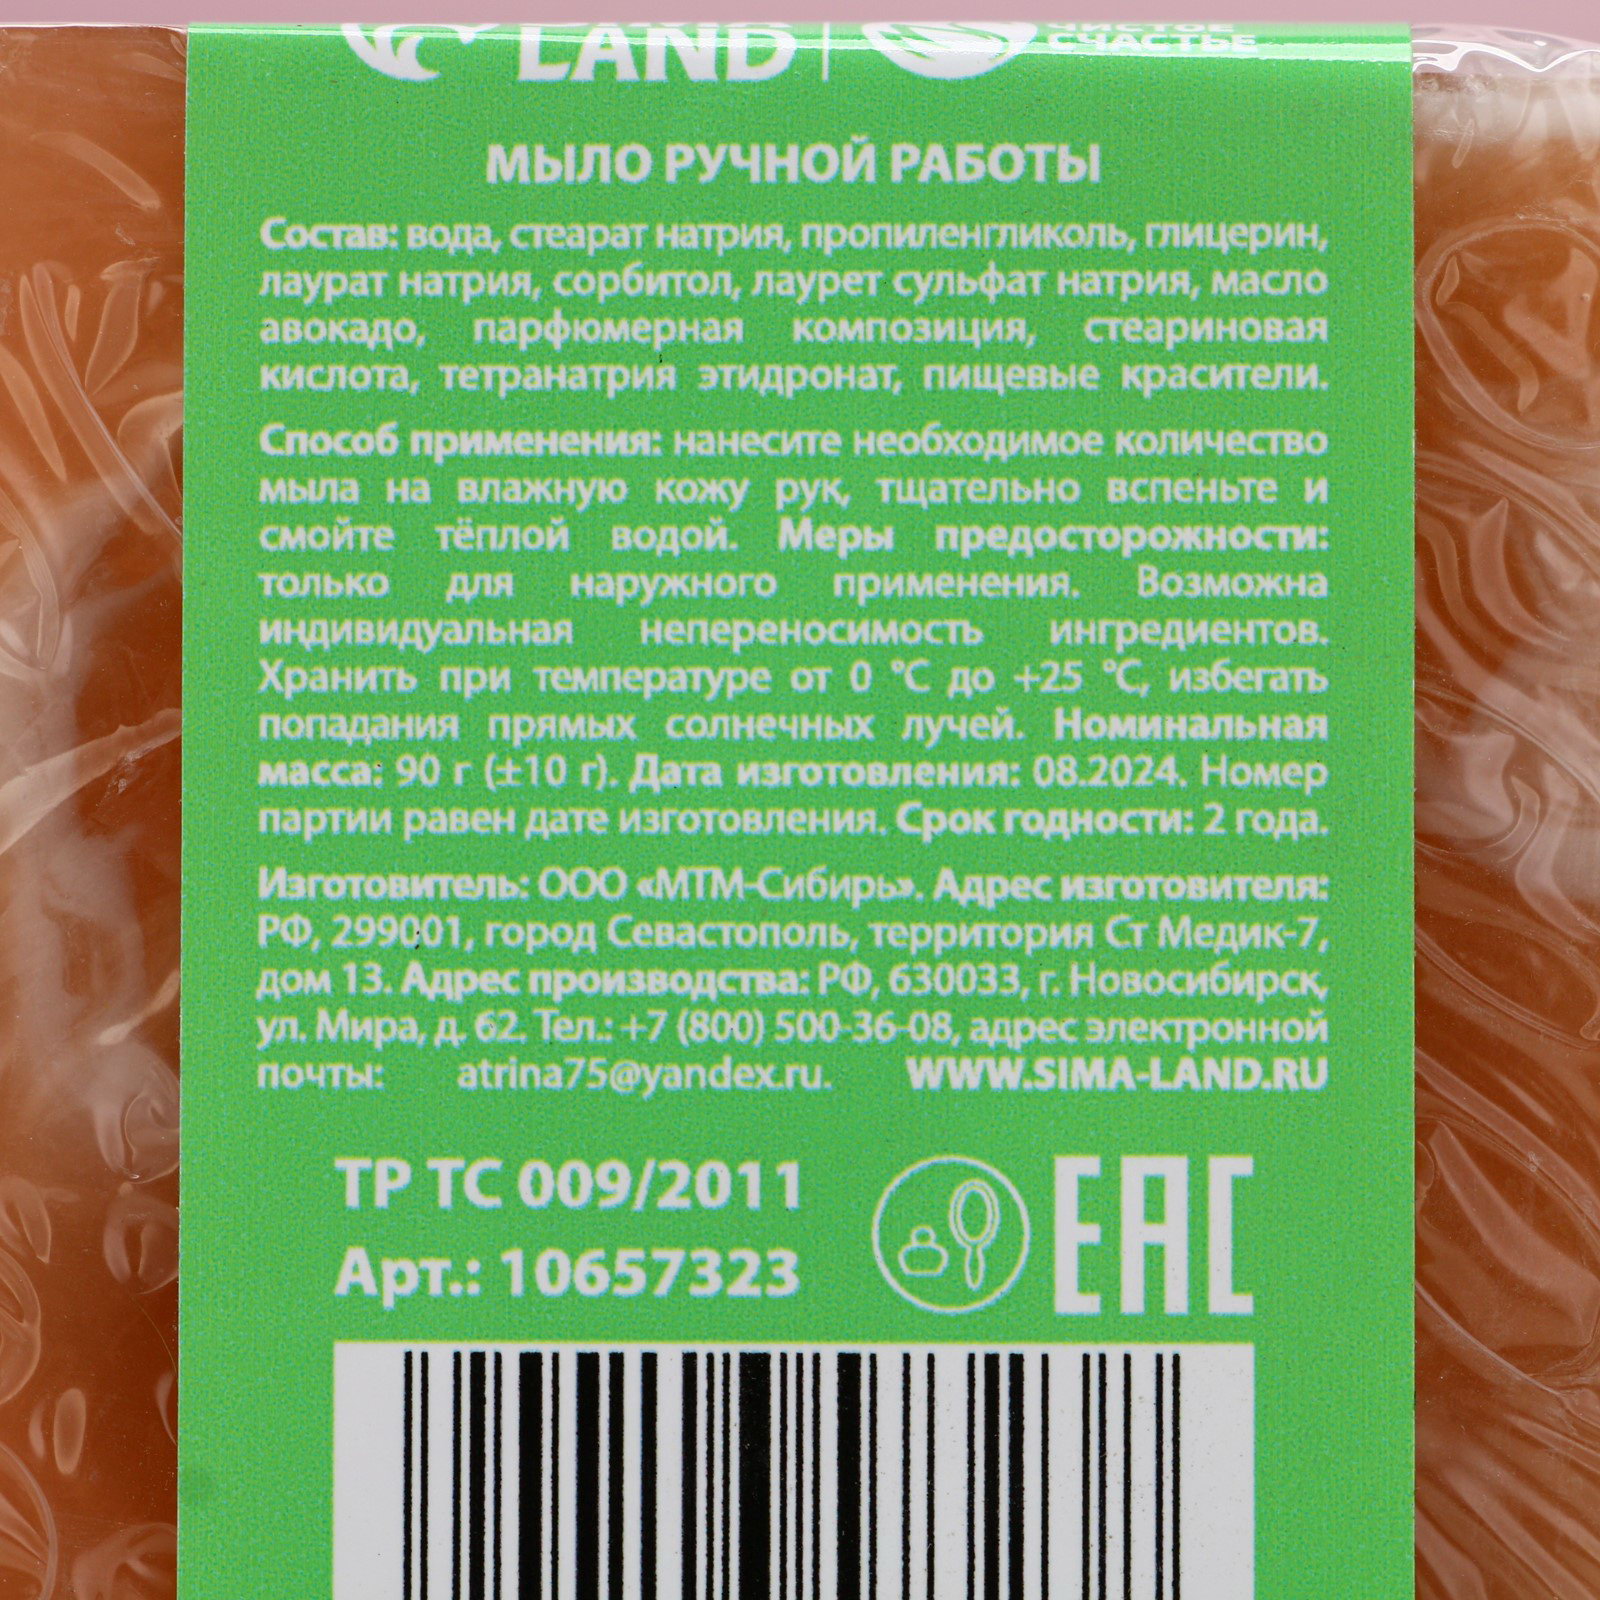 LAND
ЧИСТОЕ
СЧАСТЬЕ
МЫЛО РУЧНОЙ РАБОТЫ
Состав: вода, стеарат натрия, пропиленгликоль, глицерин,
лаурат натрия, сорбитол, лаурет сульфат натрия, масло
авокадо, парфюмерная композиция, стеариновая
кислота, тетранатрия этидронат, пищевые красители.
Способ применения: нанесите необходимое количество
мыла на влажную кожу рук, тщательно вспеньте и
смойте тёплой водой. Меры предосторожности:
только для наружного применения. Возможна
индивидуальная непереносимость ингредиентов.
Хранить при температуре от 0 °С до +25 °С, избегать
попадания прямых солнечных лучей. Номинальная
масса: 90 г (±10 г). Дата изготовления: 08.2024. Номер
партии равен дате изготовления. Срок годности: 2 года.
Изготовитель: ООО «МТМ-Сибирь». Адрес изготовителя:
РФ, 299001, город Севастополь, территория Ст Медик-7,
дом 13. Адрес производства: РФ, 630033, г. Новосибирск,
ул. Мира, д. 62. Тел.: +7 (800) 500-36-08, адрес электронной
почты: atrina75@yandex.ru. WWW.SIMA-LAND.RU
ТР ТС 009/2011
Арт.: 10657323
EAC